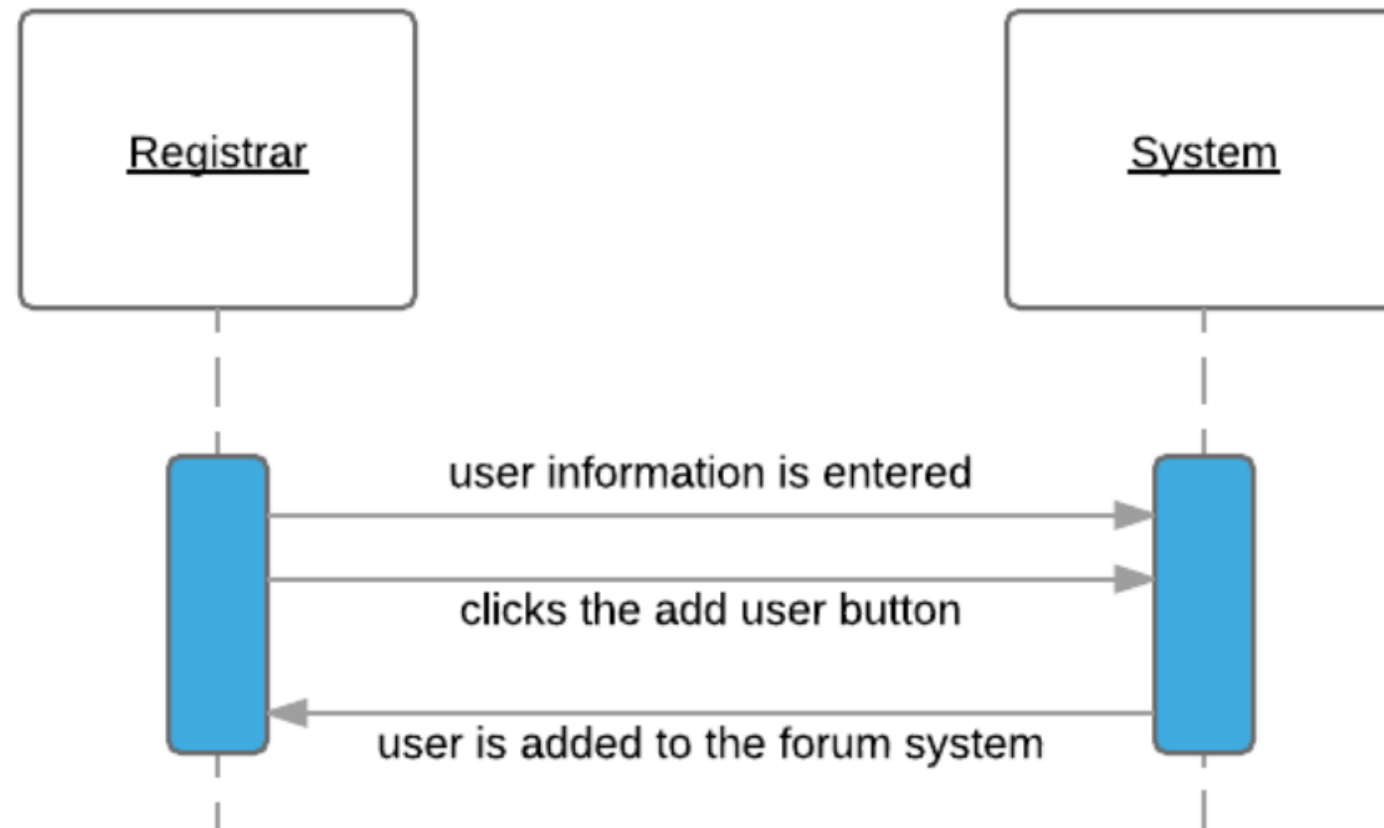 Registrar
System
user information is entered
clicks the add user button
user is added to the forum system